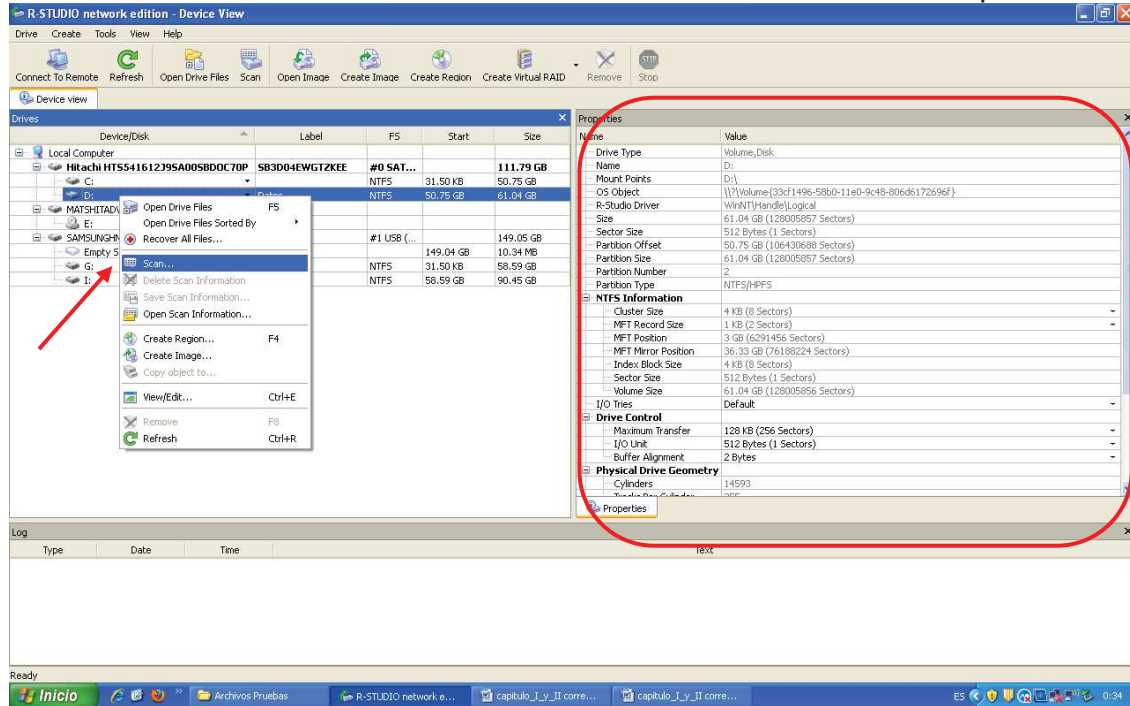 R-STUDIO network edition - Device View
Drive Create Tools View Help
Connect To Remote Refresh Open Drive Files Scan Open Image Create Image Create Region Create Virtual RAID Remove Stop
Device view
Drives
Device/Disk Label FS Start Size
Local Computer
Hitachi HTS541612J9SA00SBDOC70P SB3D04EWGTZKEE #0 SAT... 111.79 GB
C: NTFS 31.50 KB 50.75 GB
D: Datos NTFS 50.75 GB 61.04 GB
MATSHITADV
E:
SAMSUNGHM #1 USB (... 149.05 GB
Empty S 149.04 GB 10.34 MB
G: NTFS 31.50 KB 58.59 GB
I: NTFS 58.59 GB 90.45 GB
Open Drive Files F5
Open Drive Files Sorted By
Recover All Files...
Scan...
Delete Scan Information
Save Scan Information...
Open Scan Information...
Create Region... F4
Create Image...
Copy object to...
View/Edit... Ctrl+E
Remove F8
Refresh Ctrl+R
Properties
Name Value
Drive Type Volume,Disk
Name D:
Mount Points D:\
OS Object \\?\Volume{33cf1496-58b0-11e0-9c48-806d6172696f}
R-Studio Driver WinNT\Handle\Logical
Size 61.04 GB (128005857 Sectors)
Sector Size 512 Bytes (1 Sectors)
Partition Offset 50.75 GB (106430688 Sectors)
Partition Size 61.04 GB (128005857 Sectors)
Partition Number 2
Partition Type NTFS/HPFS
NTFS Information
Cluster Size 4 KB (8 Sectors)
MFT Record Size 1 KB (2 Sectors)
MFT Position 3 GB (6291456 Sectors)
MFT Mirror Position 36.33 GB (76188224 Sectors)
Index Block Size 4 KB (8 Sectors)
Sector Size 512 Bytes (1 Sectors)
Volume Size 61.04 GB (128005856 Sectors)
I/O Tries Default
Drive Control
Maximum Transfer 128 KB (256 Sectors)
I/O Unit 512 Bytes (1 Sectors)
Buffer Alignment 2 Bytes
Physical Drive Geometry
Cylinders 14593
Properties
Log
Type Date Time Text
Ready
Inicio Archivos Pruebas R-STUDIO network e... capitulo_I_y_II corre... capitulo_I_y_II corre... ES 0:34